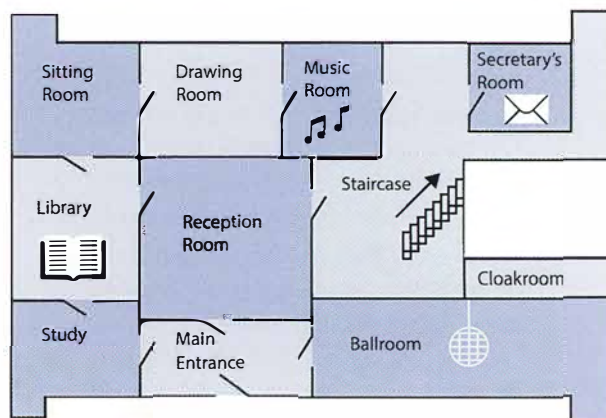 Sitting
Room
Drawing
Room
Music
Room
Secretary's
Room
Library
Reception
Room
Staircase
Cloakroom
Study
Main
Entrance
Ballroom